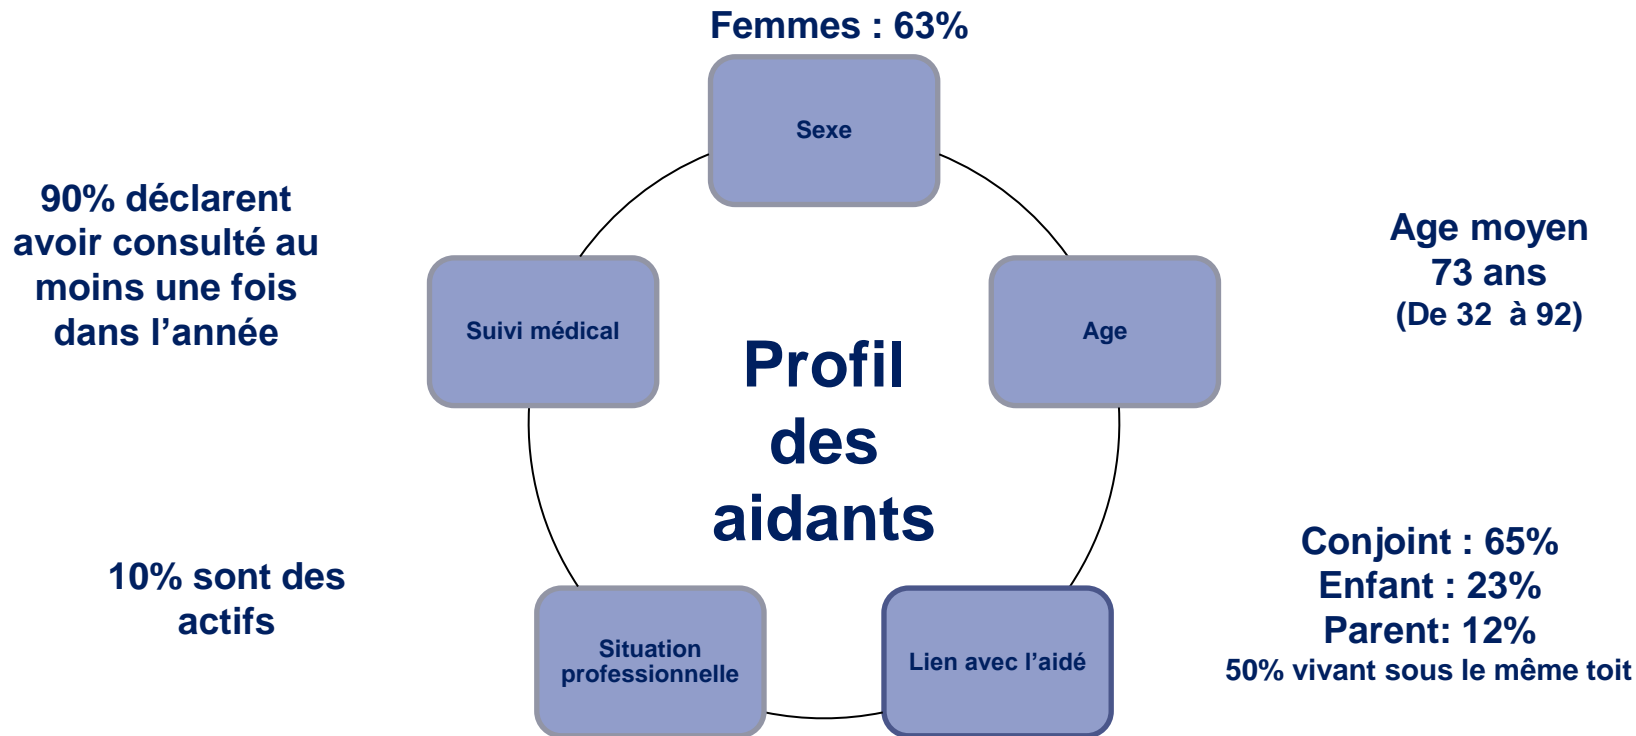 Femmes : 63%
Sexe
90% déclarent
avoir consulté au
moins une fois
dans l'année
Suivi médical
Age moyen
73 ans
(De 32 à 92)
Age
Profil
des
aidants
10% sont des
actifs
Situation
professionnelle
Lien avec l'aidé
Conjoint : 65%
Enfant : 23%
Parent: 12%
50% vivant sous le même toit